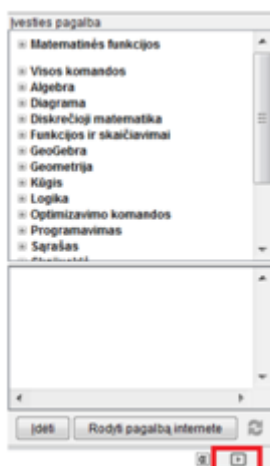 Įvesties pagalba
Matematinės funkcijos
Visos komandos
Algebra
Diagrama
Diskrečioji matematika
Funkcijos ir skaičiavimai
GeoGebra
Geometrija
Kūgis
Logika
Optimizavimo komandos
Programavimas
Sąrašas
Įdėti
Rodyti pagalbą internete
α